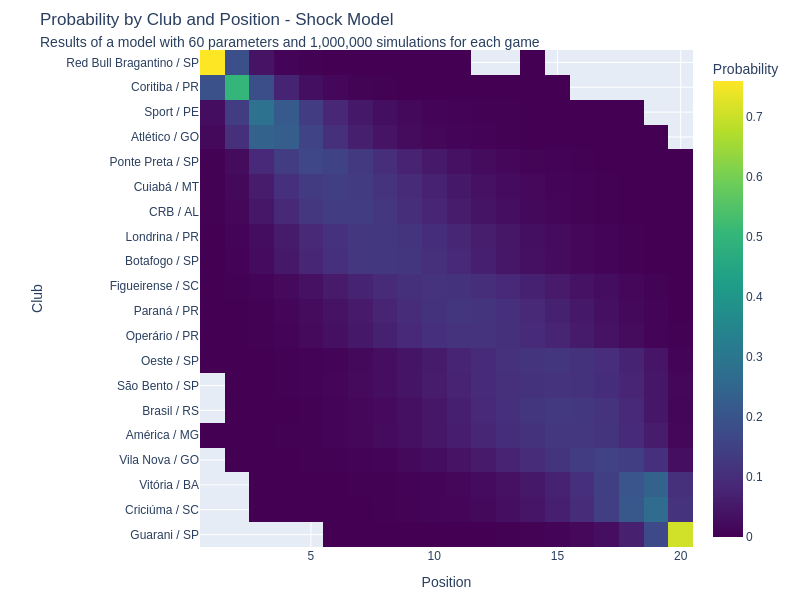 Probability by Club and Position - Shock Model
Results of a model with 60 parameters and 1,000,000 simulations for each game
Red Bull Bragantino / SP
Coritiba / PR
Sport / PE
Atlético / GO
Ponte Preta / SP
Cuiabá / MT
CRB / AL
Londrina / PR
Botafogo / SP
Figueirense / SC
Paraná / PR
Operário / PR
Oeste / SP
São Bento / SP
Brasil / RS
América / MG
Vila Nova / GO
Vitória / BA
Criciúma / SC
Guarani / SP
Club
5
10
15
20
Position
Probability
0.7
0.6
0.5
0.4
0.3
0.2
0.1
0